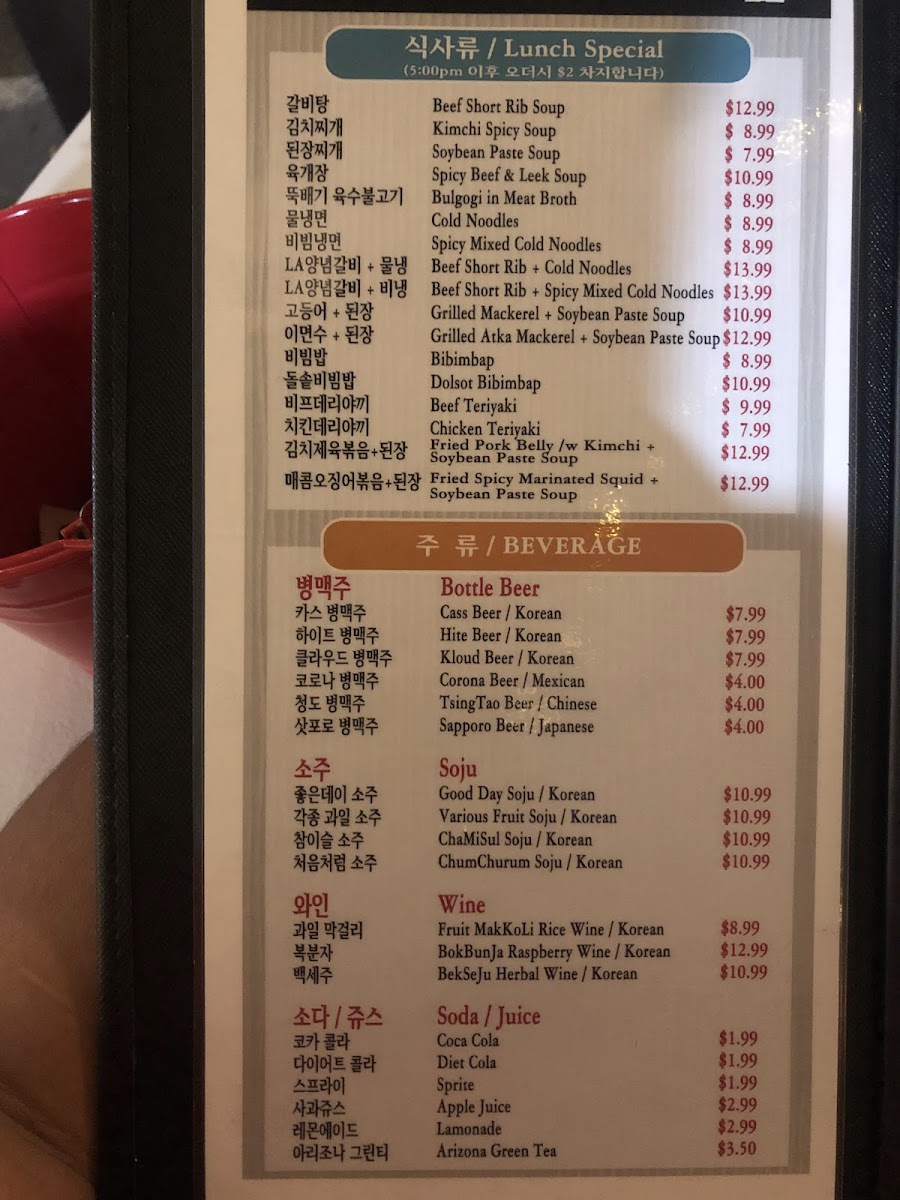 식사류 / Lunch Special
(5:00pm 이후 오더시 $2 차지합니다)
갈비탕 Beef Short Rib Soup $12.99
김치찌개 Kimchi Spicy Soup $ 8.99
된장찌개 Soybean Paste Soup $ 7.99
육개장 Spicy Beef & Leek Soup $10.99
뚝배기 육수불고기 Bulgogi in Meat Broth $ 8.99
물냉면 Cold Noodles $ 8.99
비빔냉면 Spicy Mixed Cold Noodles $ 8.99
LA양념갈비 + 물냉 Beef Short Rib + Cold Noodles $13.99
LA양념갈비 + 비냉 Beef Short Rib + Spicy Mixed Cold Noodles $13.99
고등어 + 된장 Grilled Mackerel + Soybean Paste Soup $10.99
이면수 + 된장 Grilled Atka Mackerel + Soybean Paste Soup $12.99
비빔밥 Bibimbap $ 8.99
돌솥비빔밥 Dolsot Bibimbap $10.99
비프데리야끼 Beef Teriyaki $ 9.99
치킨데리야끼 Chicken Teriyaki $ 7.99
김치제육볶음+된장 Fried Pork Belly /w Kimchi + $12.99
Soybean Paste Soup
매콤오징어볶음+된장 Fried Spicy Marinated Squid + $12.99
Soybean Paste Soup
주 류 / BEVERAGE
병맥주 Bottle Beer
카스 병맥주 Cass Beer / Korean $7.99
하이트 병맥주 Hite Beer / Korean $7.99
클라우드 병맥주 Kloud Beer / Korean $7.99
코로나 병맥주 Corona Beer / Mexican $4.00
청도 병맥주 TsingTao Beer / Chinese $4.00
삿포로 병맥주 Sapporo Beer / Japanese $4.00
소주 Soju
좋은데이 소주 Good Day Soju / Korean $10.99
각종 과일 소주 Various Fruit Soju / Korean $10.99
참이슬 소주 ChaMiSul Soju / Korean $10.99
처음처럼 소주 ChumChurum Soju / Korean $10.99
와인 Wine
과일 막걸리 Fruit MakKoLi Rice Wine / Korean $8.99
복분자 BokBunJa Raspberry Wine / Korean $12.99
백세주 BekSeJu Herbal Wine / Korean $10.99
소다 / 쥬스 Soda / Juice
코카 콜라 Coca Cola $1.99
다이어트 콜라 Diet Cola $1.99
스프라이 Sprite $1.99
사과쥬스 Apple Juice $2.99
레몬에이드 Lamonade $2.99
아리조나 그린티 Arizona Green Tea $3.50